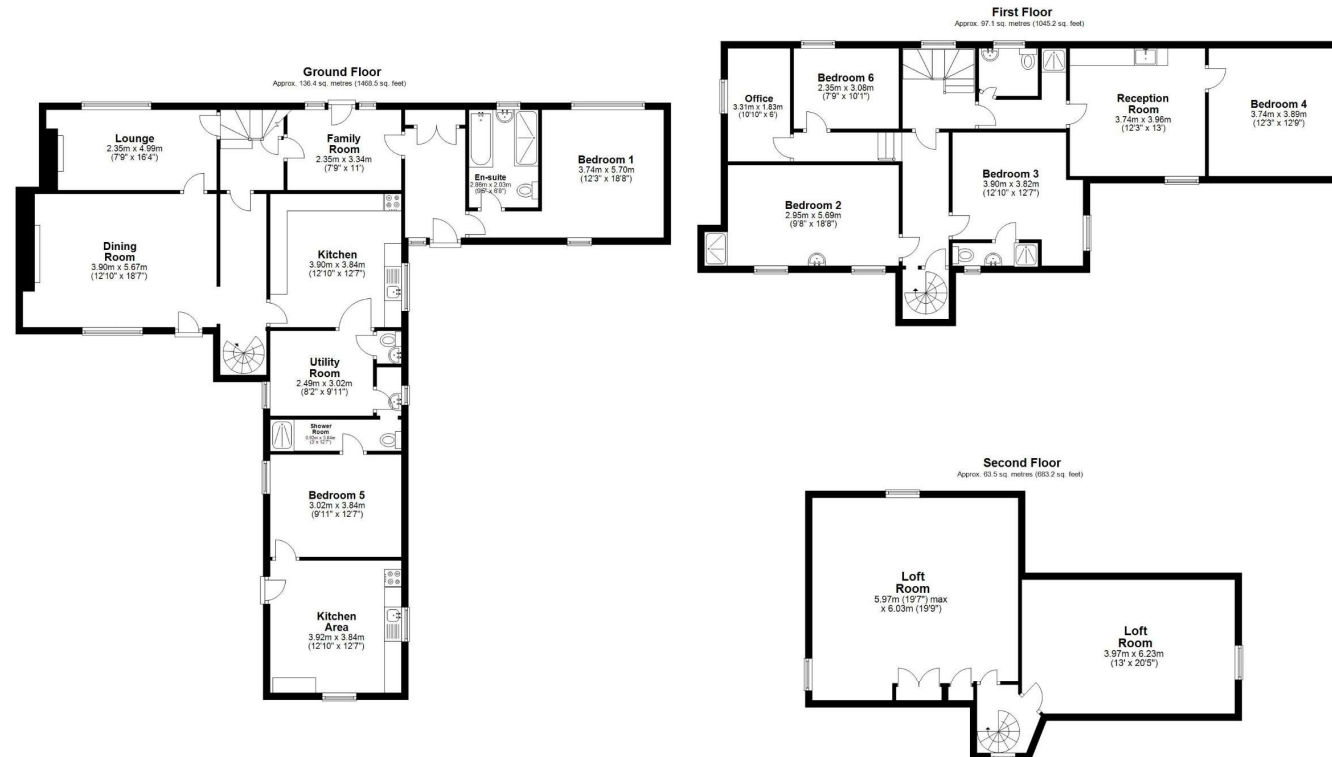 Ground Floor
Approx. 136.4 sq. metres (1468.5 sq. feet)
Lounge
2.35m x 4.99m
(7'9" x 16'4")
Family
Room
2.35m x 3.34m
(7'9" x 11')
En-suite
2.86m x 2.03m
Bedroom 1
3.74m x 5.70m
(12'3" x 18'8")
Dining
Room
3.90m x 5.67m
(12'10" x 18'7")
Kitchen
3.90m x 3.84m
(12'10" x 12'7")
Utility
Room
2.49m x 3.02m
(8'2" x 9'11")
Shower
Room
Bedroom 5
3.02m x 3.84m
(9'11" x 12'7")
Kitchen
Area
3.92m x 3.84m
(12'10" x 12'7")
First Floor
Approx. 97.1 sq. metres (1045.2 sq. feet)
Office
3.31m x 1.83m
(10'10" x 6')
Bedroom 6
2.35m x 3.08m
(7'9" x 10'1")
Reception
Room
3.74m x 3.96m
(12'3" x 13')
Bedroom 4
3.74m x 3.89m
(12'3" x 12'9")
Bedroom 2
2.95m x 5.69m
(9'8" x 18'8")
Bedroom 3
3.90m x 3.82m
(12'10" x 12'7")
Second Floor
Approx. 63.5 sq. metres (683.2 sq. feet)
Loft
Room
5.97m (19'7") max
x 6.03m (19'9")
Loft
Room
3.97m x 6.23m
(13' x 20'5")